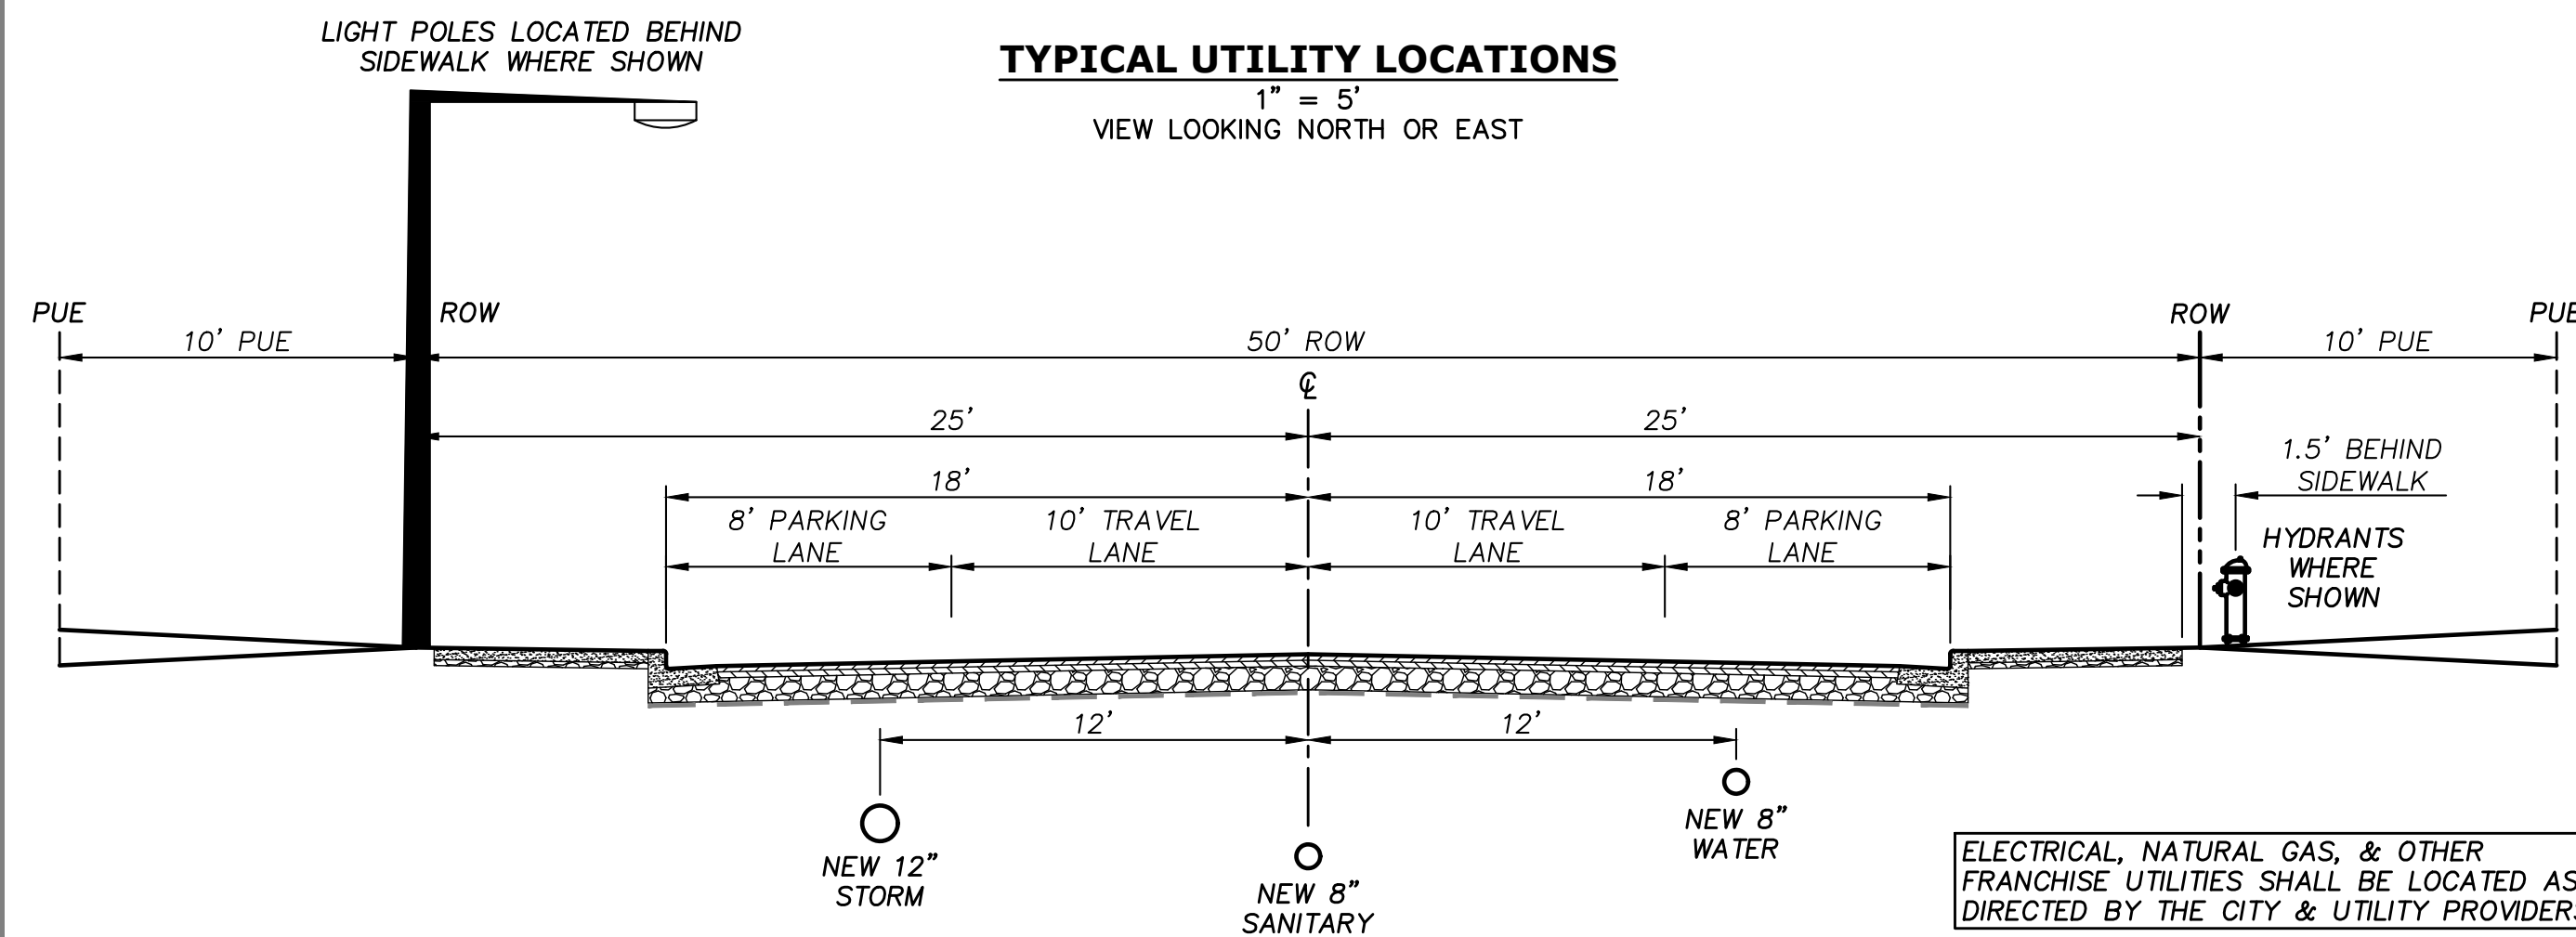 LIGHT POLES LOCATED BEHIND
SIDEWALK WHERE SHOWN
TYPICAL UTILITY LOCATIONS
1" = 5'
VIEW LOOKING NORTH OR EAST
PUE
ROW
ROW
PUE
10' PUE
50' ROW
10' PUE
℄
25'
25'
1.5' BEHIND
SIDEWALK
18'
18'
8' PARKING
LANE
10' TRAVEL
LANE
10' TRAVEL
LANE
8' PARKING
LANE
HYDRANTS
WHERE
SHOWN
12'
12'
NEW 12"
STORM
NEW 8"
SANITARY
NEW 8"
WATER
ELECTRICAL, NATURAL GAS, & OTHER
FRANCHISE UTILITIES SHALL BE LOCATED AS
DIRECTED BY THE CITY & UTILITY PROVIDERS